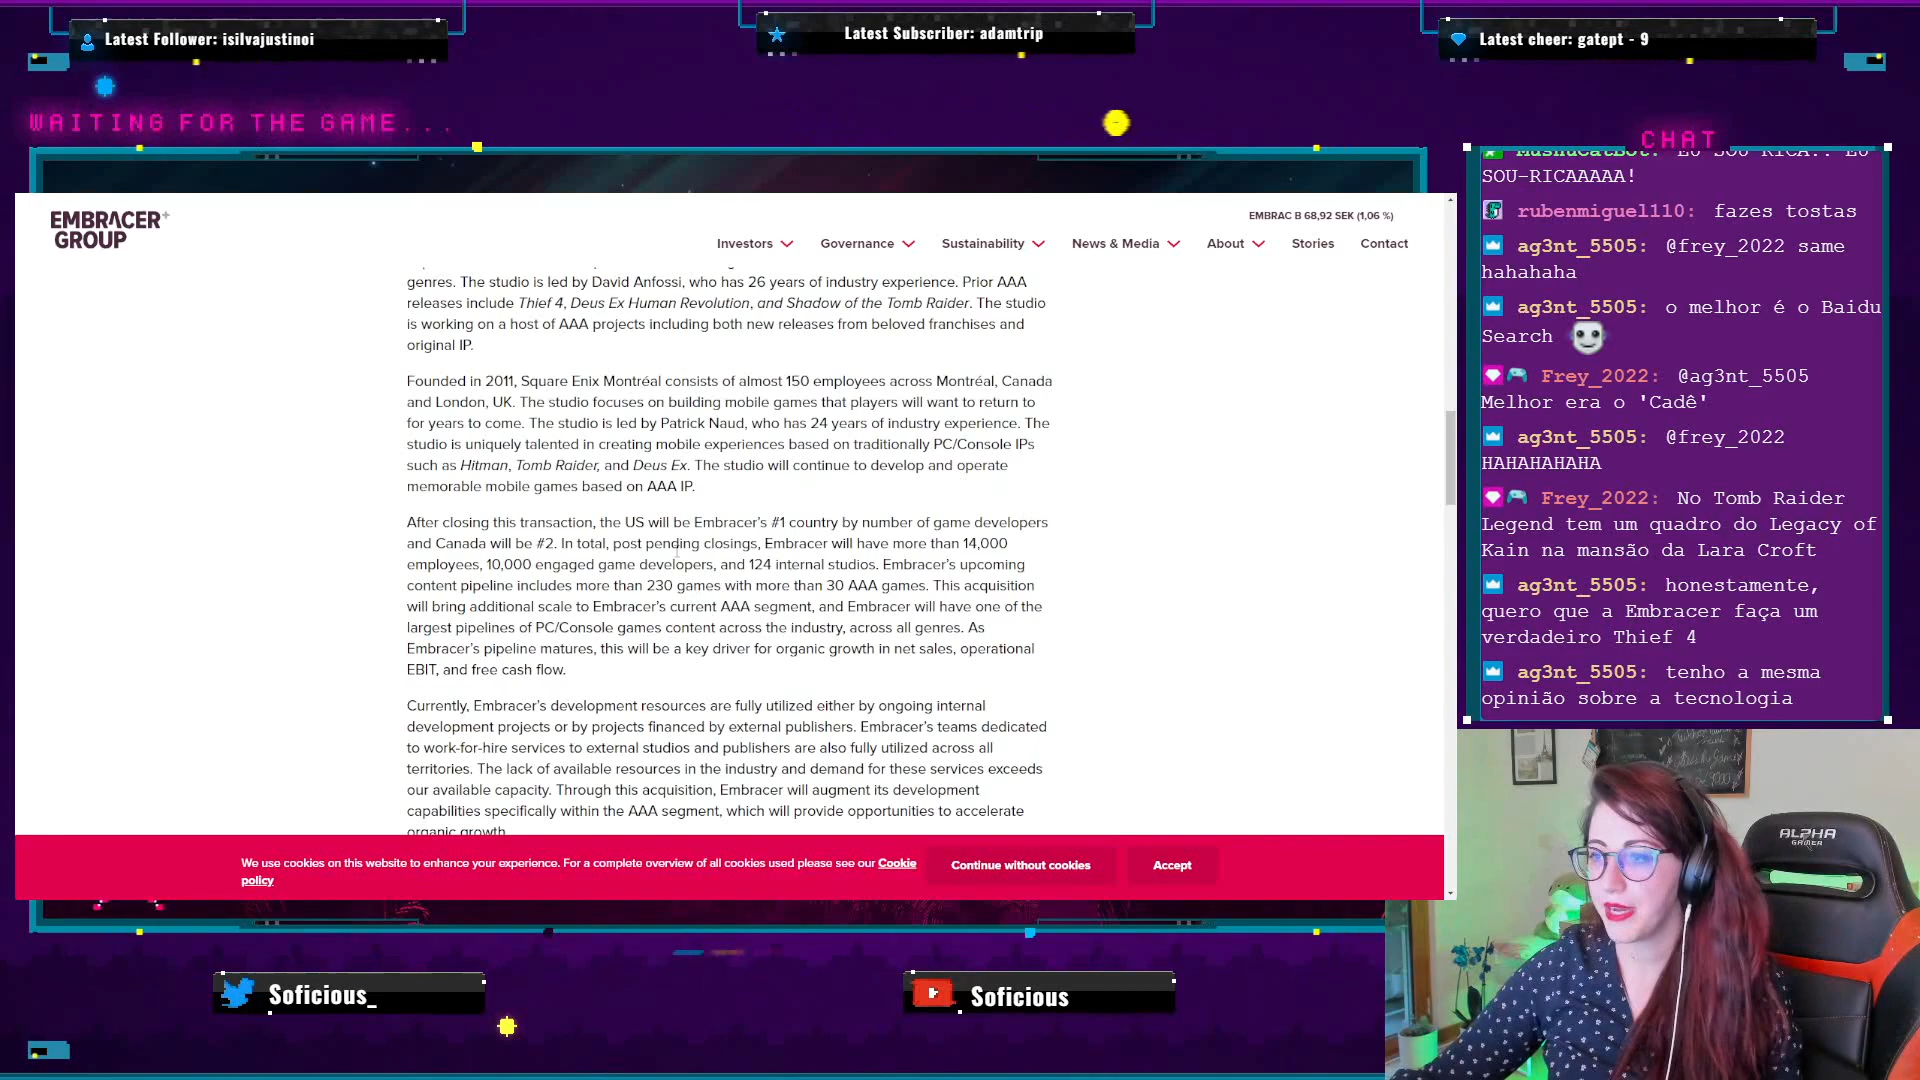 Latest Follower: isilvajustinoi
Latest Subscriber: adamtrip
Latest cheer: gatept - 9
WAITING FOR THE GAME...
EMBRACER+
GROUP
EMBRAC B 68,92 SEK (1,06 %)
Investors
Governance
Sustainability
News & Media
About
Stories
Contact
genres. The studio is led by David Anfossi, who has 26 years of industry experience. Prior AAA
releases include Thief 4, Deus Ex Human Revolution, and Shadow of the Tomb Raider. The studio
is working on a host of AAA projects including both new releases from beloved franchises and
original IP.
Founded in 2011, Square Enix Montréal consists of almost 150 employees across Montréal, Canada
and London, UK. The studio focuses on building mobile games that players will want to return to
for years to come. The studio is led by Patrick Naud, who has 24 years of industry experience. The
studio is uniquely talented in creating mobile experiences based on traditionally PC/Console IPs
such as Hitman, Tomb Raider, and Deus Ex. The studio will continue to develop and operate
memorable mobile games based on AAA IP.
After closing this transaction, the US will be Embracer's #1 country by number of game developers
and Canada will be #2. In total, post pending closings, Embracer will have more than 14,000
employees, 10,000 engaged game developers, and 124 internal studios. Embracer's upcoming
content pipeline includes more than 230 games with more than 30 AAA games. This acquisition
will bring additional scale to Embracer's current AAA segment, and Embracer will have one of the
largest pipelines of PC/Console games content across the industry, across all genres. As
Embracer's pipeline matures, this will be a key driver for organic growth in net sales, operational
EBIT, and free cash flow.
Currently, Embracer's development resources are fully utilized either by ongoing internal
development projects or by projects financed by external publishers. Embracer's teams dedicated
to work-for-hire services to external studios and publishers are also fully utilized across all
territories. The lack of available resources in the industry and demand for these services exceeds
our available capacity. Through this acquisition, Embracer will augment its development
capabilities specifically within the AAA segment, which will provide opportunities to accelerate
organic growth
We use cookies on this website to enhance your experience. For a complete overview of all cookies used please see our Cookie
policy
Continue without cookies
Accept
CHAT
MushuCatBot: EU SOU RICA!! EU
SOU-RICAAAAA!
rubenmiguel110: fazes tostas
ag3nt_5505: @frey_2022 same
hahahaha
ag3nt_5505: o melhor é o Baidu
Search
Frey_2022: @ag3nt_5505
Melhor era o 'Cadê'
ag3nt_5505: @frey_2022
HAHAHAHAHA
Frey_2022: No Tomb Raider
Legend tem um quadro do Legacy of
Kain na mansão da Lara Croft
ag3nt_5505: honestamente,
quero que a Embracer faça um
verdadeiro Thief 4
ag3nt_5505: tenho a mesma
opinião sobre a tecnologia
ALPHA
GAMER
Soficious_
Soficious